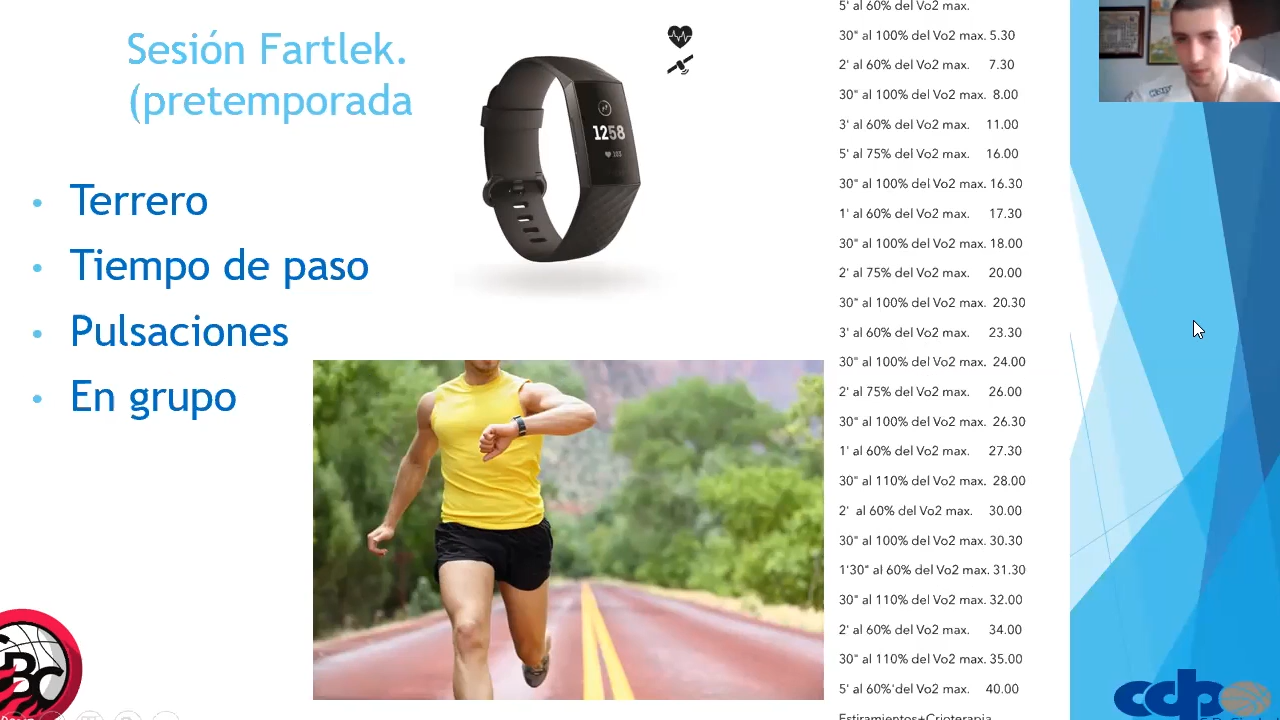 Sesión Fartlek.
(pretemporada
Terrero
Tiempo de paso
Pulsaciones
En grupo
1258
5' al 60% del Vo2 max.
30" al 100% del Vo2 max. 5.30
2' al 60% del Vo2 max. 7.30
30" al 100% del Vo2 max. 8.00
3' al 60% del Vo2 max. 11.00
5' al 75% del Vo2 max. 16.00
30" al 100% del Vo2 max. 16.30
1' al 60% del Vo2 max. 17.30
30" al 100% del Vo2 max. 18.00
2' al 75% del Vo2 max. 20.00
30" al 100% del Vo2 max. 20.30
3' al 60% del Vo2 max. 23.30
30" al 100% del Vo2 max. 24.00
2' al 75% del Vo2 max. 26.00
30" al 100% del Vo2 max. 26.30
1' al 60% del Vo2 max. 27.30
30" al 110% del Vo2 max. 28.00
2' al 60% del Vo2 max. 30.00
30" al 100% del Vo2 max. 30.30
1'30" al 60% del Vo2 max. 31.30
30" al 110% del Vo2 max. 32.00
2' al 60% del Vo2 max. 34.00
30" al 110% del Vo2 max. 35.00
5' al 60%'del Vo2 max. 40.00
Estiramientos+Crioterapia
cdp